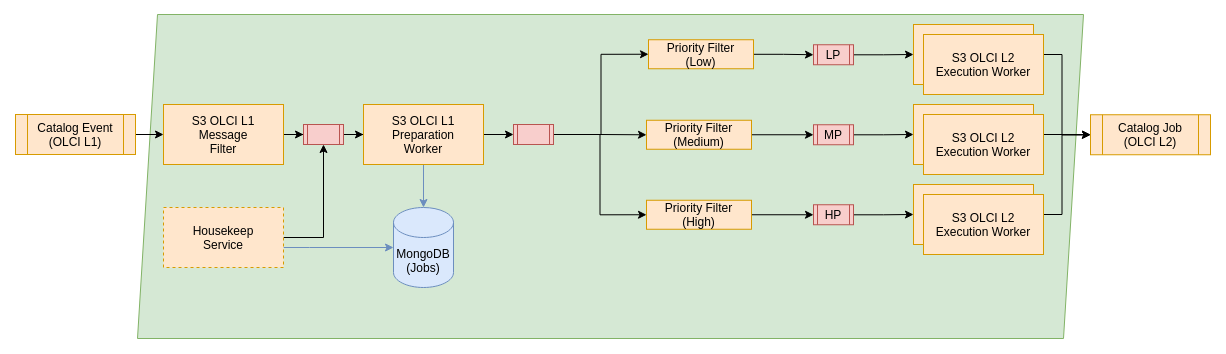 Catalog Event
(OLCI L1)
S3 OLCI L1
Message
Filter
S3 OLCI L1
Preparation
Worker
Housekeep
Service
MongoDB
(Jobs)
Priority Filter
(Low)
LP
S3 OLCI L2
Execution Worker
Priority Filter
(Medium)
MP
S3 OLCI L2
Execution Worker
Priority Filter
(High)
HP
S3 OLCI L2
Execution Worker
Catalog Job
(OLCI L2)